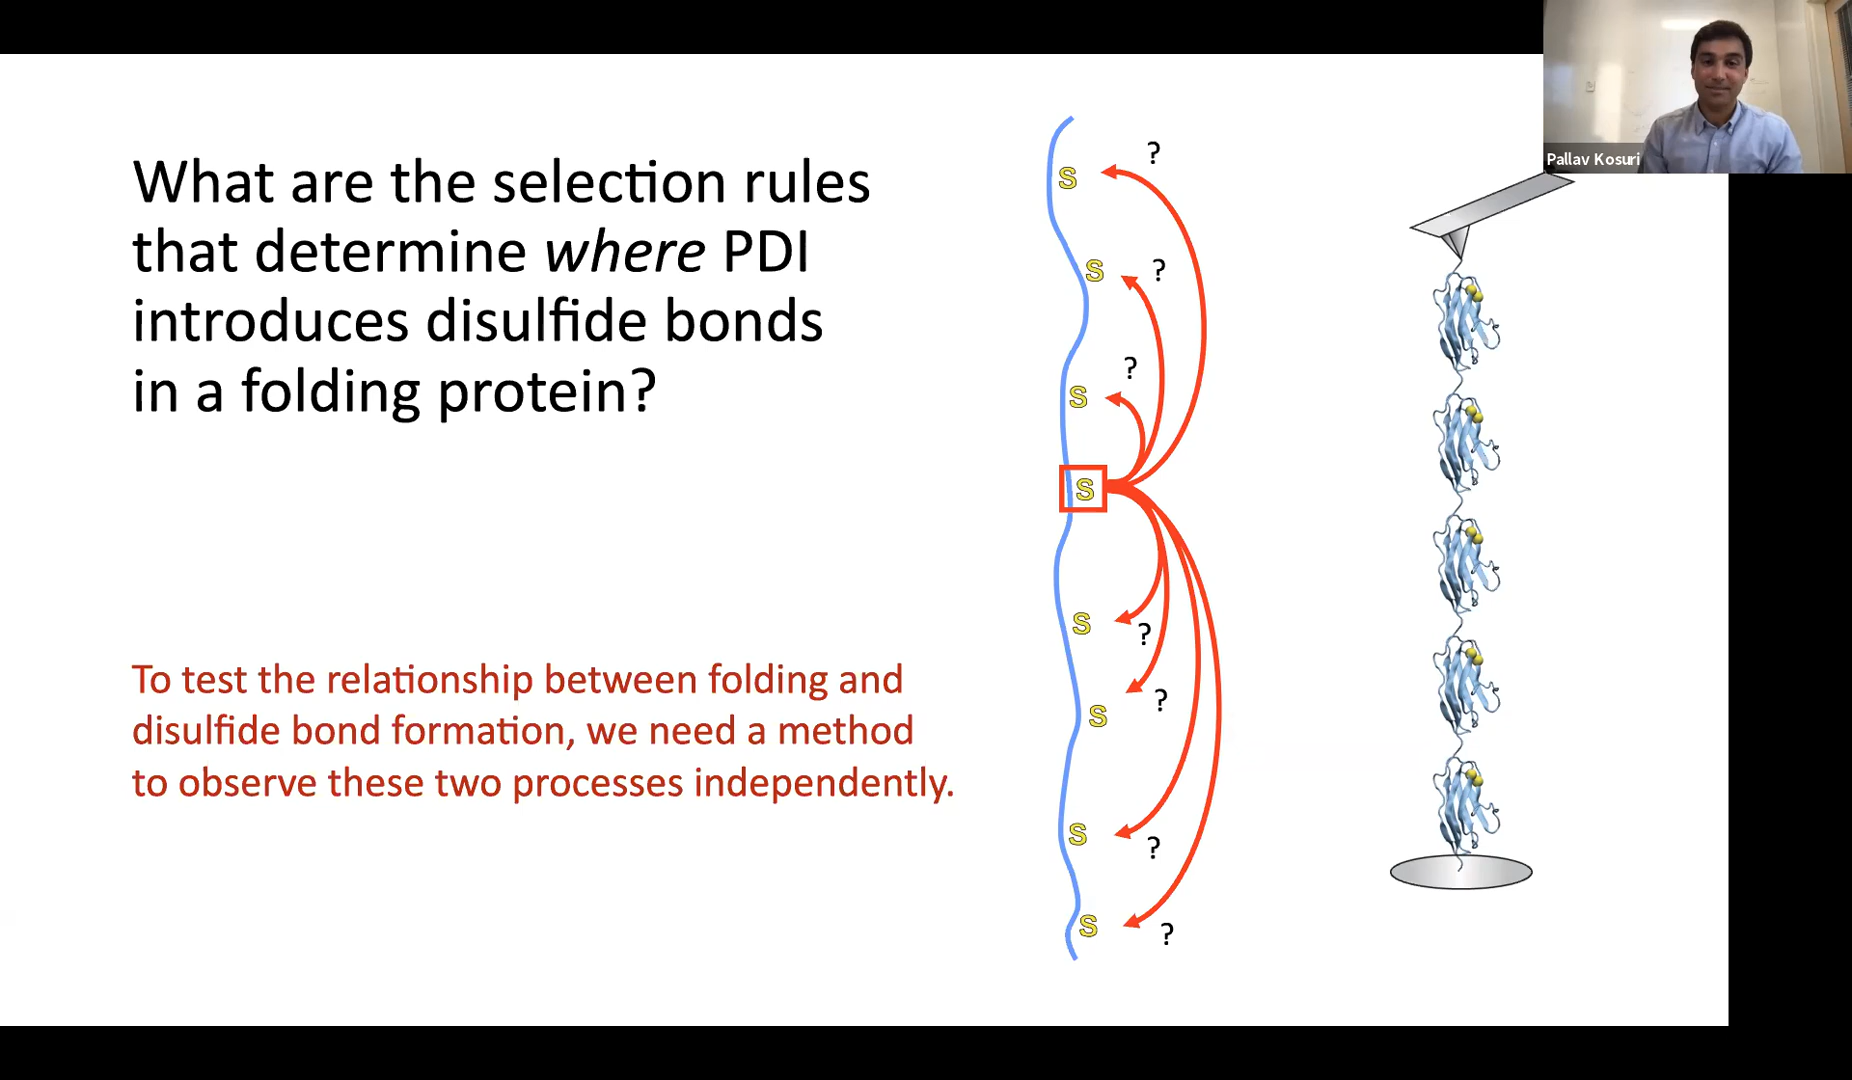 Pallav Kosuri
What are the selection rules
that determine where PDI
introduces disulfide bonds
in a folding protein?
To test the relationship between folding and
disulfide bond formation, we need a method
to observe these two processes independently.
?
S
?
S
?
S
S
S
?
?
S
S
?
S
?